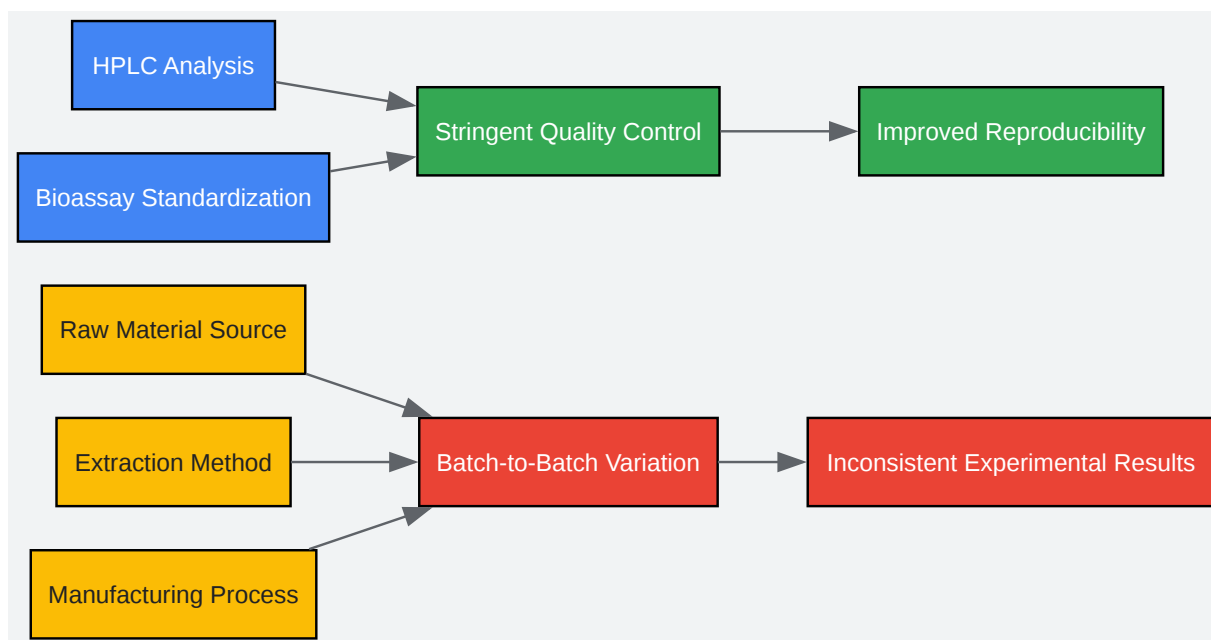 HPLC Analysis
Stringent Quality Control
Improved Reproducibility
Bioassay Standardization
Raw Material Source
Extraction Method
Batch-to-Batch Variation
Inconsistent Experimental Results
Manufacturing Process